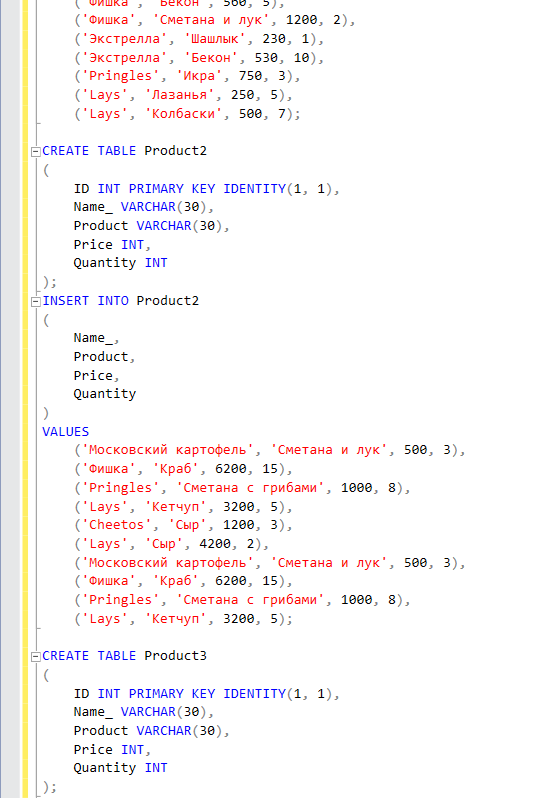 ('Фишка', 'Бекон', 560, 5),
('Фишка', 'Сметана и лук', 1200, 2),
('Экстрелла', 'Шашлык', 230, 1),
('Экстрелла', 'Бекон', 530, 10),
('Pringles', 'Икра', 750, 3),
('Lays', 'Лазанья', 250, 5),
('Lays', 'Колбаски', 500, 7);
CREATE TABLE Product2
(
ID INT PRIMARY KEY IDENTITY(1, 1),
Name_ VARCHAR(30),
Product VARCHAR(30),
Price INT,
Quantity INT
);
INSERT INTO Product2
(
Name_,
Product,
Price,
Quantity
)
VALUES
('Московский картофель', 'Сметана и лук', 500, 3),
('Фишка', 'Краб', 6200, 15),
('Pringles', 'Сметана с грибами', 1000, 8),
('Lays', 'Кетчуп', 3200, 5),
('Cheetos', 'Сыр', 1200, 3),
('Lays', 'Сыр', 4200, 2),
('Московский картофель', 'Сметана и лук', 500, 3),
('Фишка', 'Краб', 6200, 15),
('Pringles', 'Сметана с грибами', 1000, 8),
('Lays', 'Кетчуп', 3200, 5);
CREATE TABLE Product3
(
ID INT PRIMARY KEY IDENTITY(1, 1),
Name_ VARCHAR(30),
Product VARCHAR(30),
Price INT,
Quantity INT
);